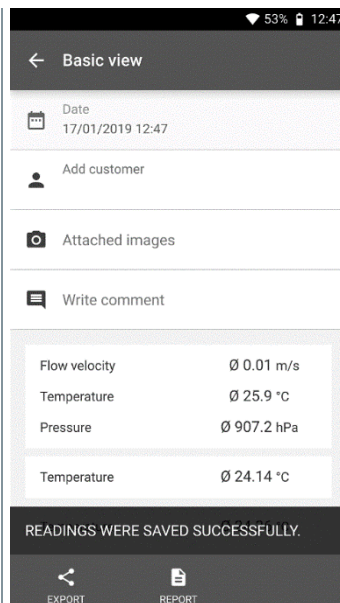 53% 12:47
Basic view
Date
17/01/2019 12:47
Add customer
Attached images
Write comment
Flow velocity Ø 0.01 m/s
Temperature Ø 25.9 °C
Pressure Ø 907.2 hPa
Temperature Ø 24.14 °C
READINGS WERE SAVED SUCCESSFULLY.
EXPORT REPORT